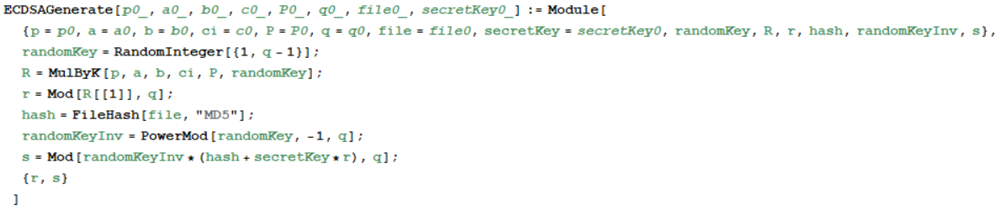 ECDSAGenerate[p0_, a0_, b0_, c0_, P0_, q0_, file0_, secretKey0_] := Module[
{p = p0, a = a0, b = b0, ci = c0, P = P0, q = q0, file = file0, secretKey = secretKey0, randomKey, R, r, hash, randomKeyInv, s},
randomKey = RandomInteger[{1, q - 1}];
R = MulByK[p, a, b, ci, P, randomKey];
r = Mod[R[[1]], q];
hash = FileHash[file, "MD5"];
randomKeyInv = PowerMod[randomKey, -1, q];
s = Mod[randomKeyInv * (hash + secretKey * r), q];
{r, s}
]